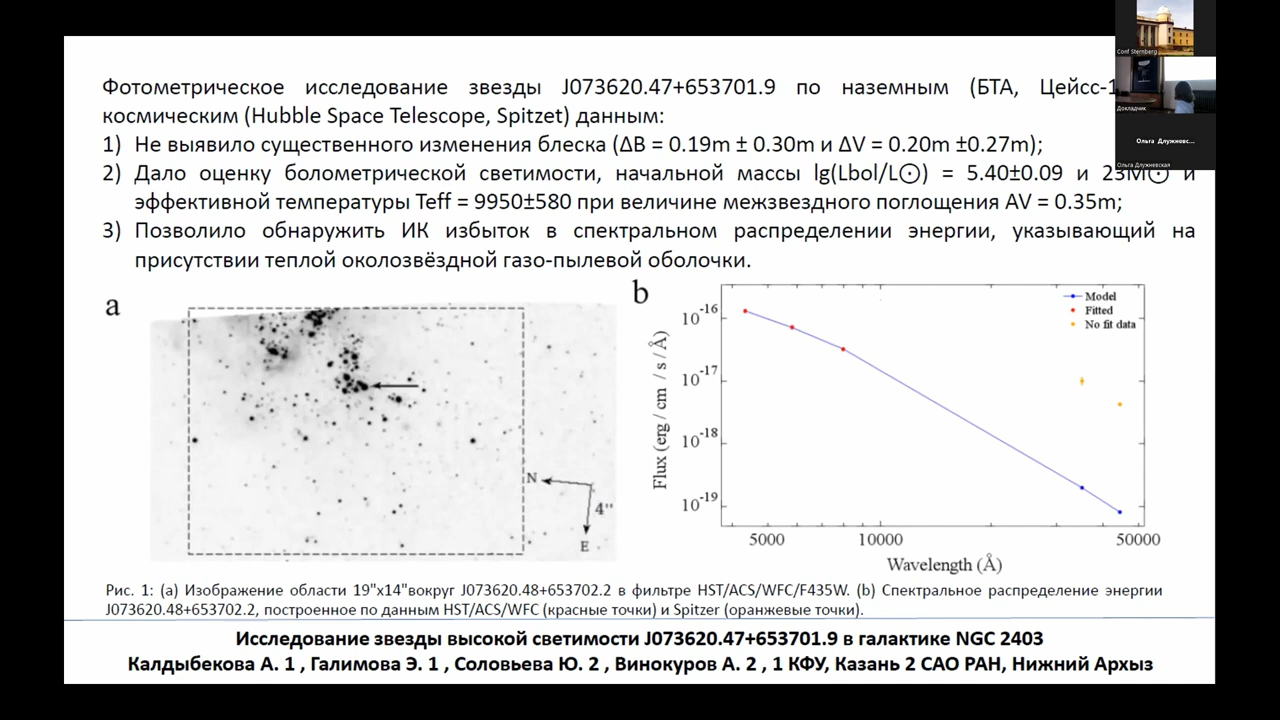 Фотометрическое исследование звезды J073620.47+653701.9 по наземным (БТА, Цейсс-1
космическим (Hubble Space Telescope, Spitzet) данным:
1) Не выявило существенного изменения блеска (ΔB = 0.19m ± 0.30m и ΔV = 0.20m ±0.27m);
2) Дало оценку болометрической светимости, начальной массы lg(Lbol/L⨀) = 5.40±0.09 и 23M⨀ и
эффективной температуры Teff = 9950±580 при величине межзвездного поглощения AV = 0.35m;
3) Позволило обнаружить ИК избыток в спектральном распределении энергии, указывающий на
присутствии теплой околозвёздной газо-пылевой оболочки.
Conf Sternberg
Докладчик
Ольга Длужневс...
Ольга Длужневская
a
N
4"
E
b
Model
Fitted
No fit data
10-16
10-17
10-18
10-19
Flux (erg / cm / s / Å)
5000 10000 50000
Wavelength (Å)
Рис. 1: (a) Изображение области 19"x14"вокруг J073620.48+653702.2 в фильтре HST/ACS/WFC/F435W. (b) Спектральное распределение энергии
J073620.48+653702.2, построенное по данным HST/ACS/WFC (красные точки) и Spitzer (оранжевые точки).
Исследование звезды высокой светимости J073620.47+653701.9 в галактике NGC 2403
Калдыбекова А. 1 , Галимова Э. 1 , Соловьева Ю. 2 , Винокуров А. 2 , 1 КФУ, Казань 2 САО РАН, Нижний Архыз